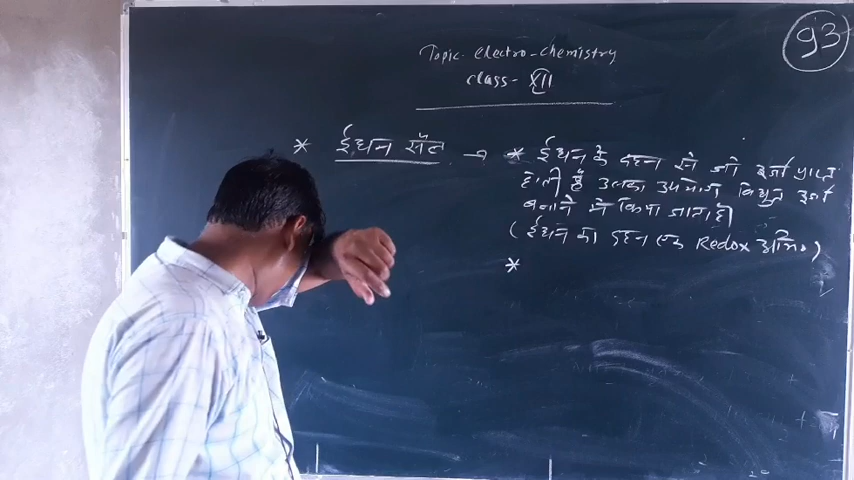 93
Topic- electro-chemistry
class- XII
* ईंधन सेल → * ईंधन के दहन से जो ऊर्जा प्राप्त
होती है उसका उपयोग विद्युत ऊर्जा
बनाने में किया जाता है।
(ईंधन का दहन एक Redox अभि०)
*